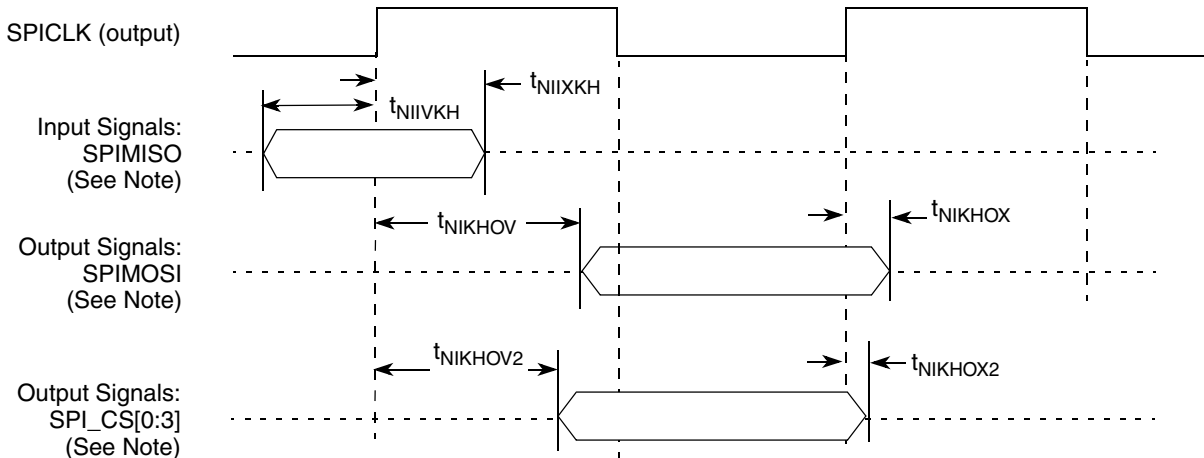 SPICLK (output)
tNIIXKH
tNIIVKH
Input Signals:
SPIMISO
(See Note)
tNIKHOV
tNIKHOX
Output Signals:
SPIMOSI
(See Note)
tNIKHOV2
tNIKHOX2
Output Signals:
SPI_CS[0:3]
(See Note)